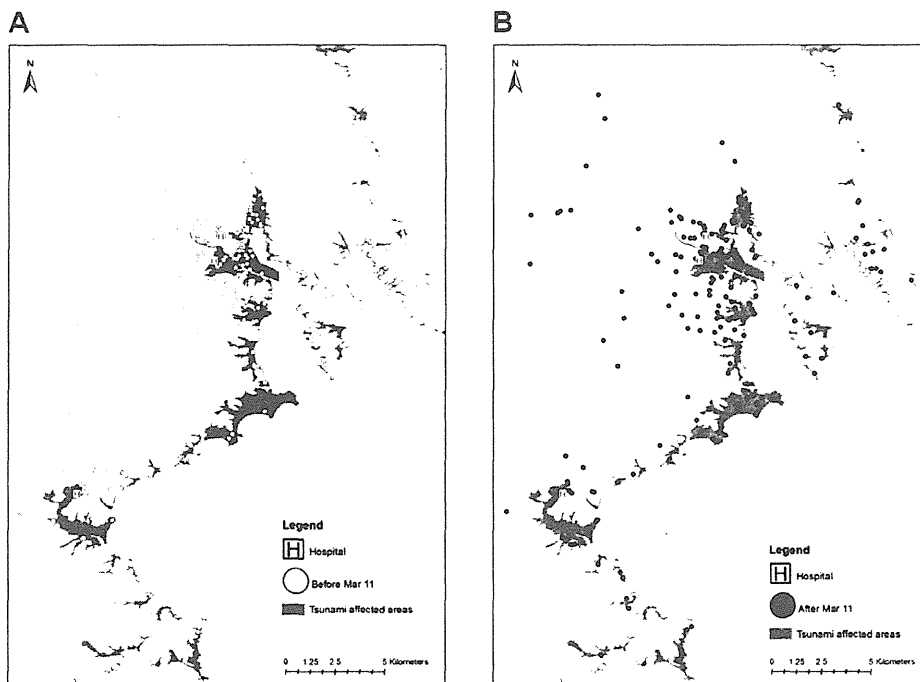 A
N
Legend
H Hospital
Before Mar 11
Tsunami affected areas
0 1.25 2.5 5 Kilometers
B
N
Legend
H Hospital
After Mar 11
Tsunami affected areas
0 1.25 2.5 5 Kilometers